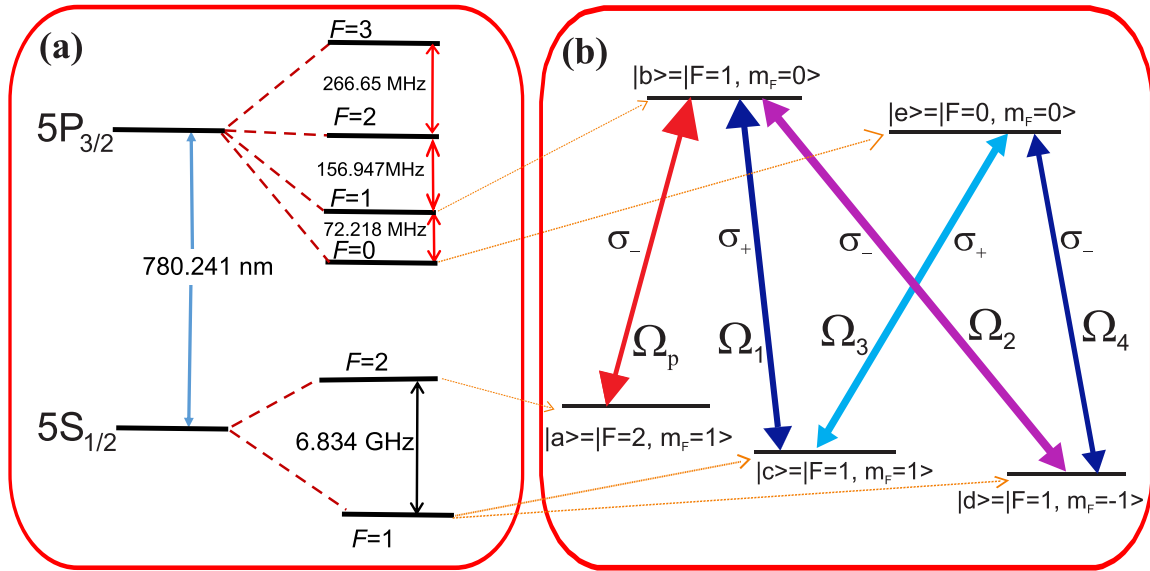 (a)
F=3
266.65 MHz
5P3/2
F=2
156.947MHz
F=1
72.218 MHz
F=0
780.241 nm
F=2
5S1/2
6.834 GHz
F=1
(b)
|b>=|F=1, mF=0>
|e>=|F=0, mF=0>
σ− σ+ σ− σ+ σ−
Ωp Ω1 Ω3 Ω2 Ω4
|a>=|F=2, mF=1>
|c>=|F=1, mF=1>
|d>=|F=1, mF=-1>